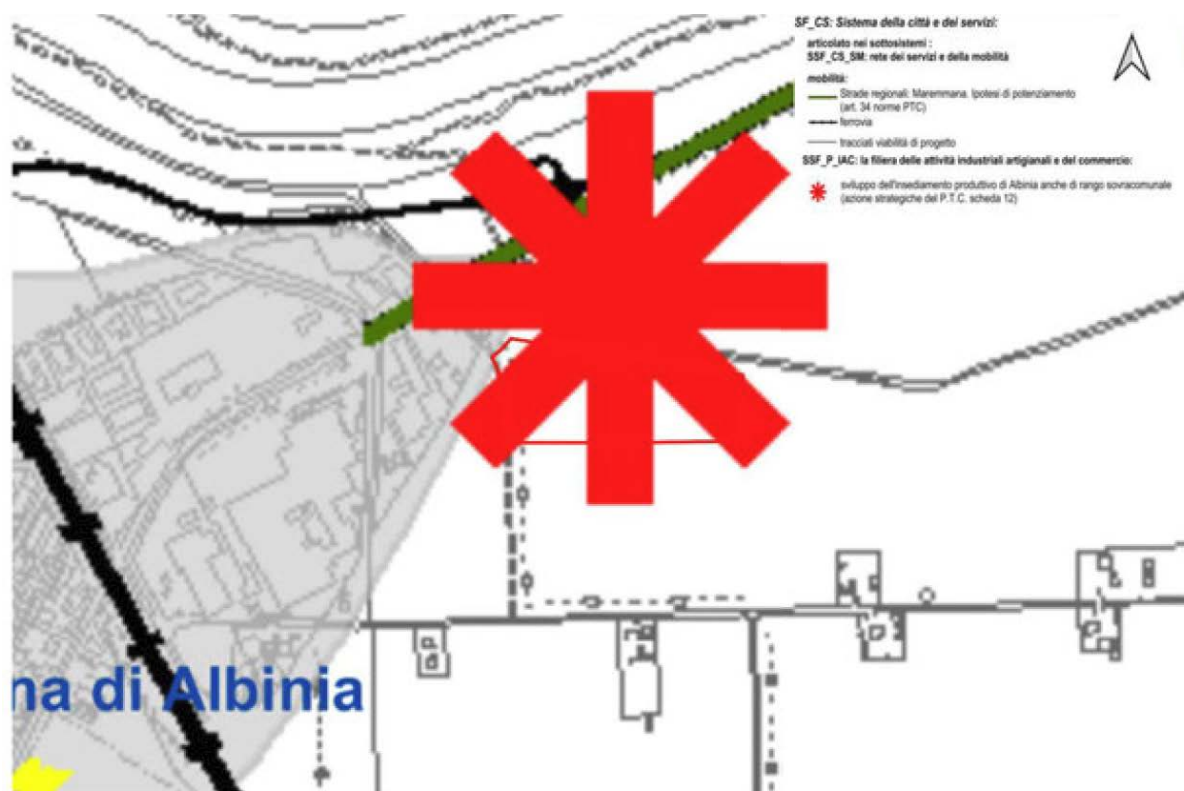 SF_CS: Sistema della città e dei servizi:
articolato nei sottosistemi :
SSF_CS_SM: rete dei servizi e della mobilità
mobilità:
Strade regionali: Maremmana. Ipotesi di potenziamento
(art. 34 norme PTC)
ferrovia
tracciati viabilità di progetto
SSF_P_IAC: la filiera delle attività industriali artigianali e del commercio:
sviluppo dell'insediamento produttivo di Albinia anche di rango sovracomunale
(azione strategiche del P.T.C. scheda 12)
na di Albinia